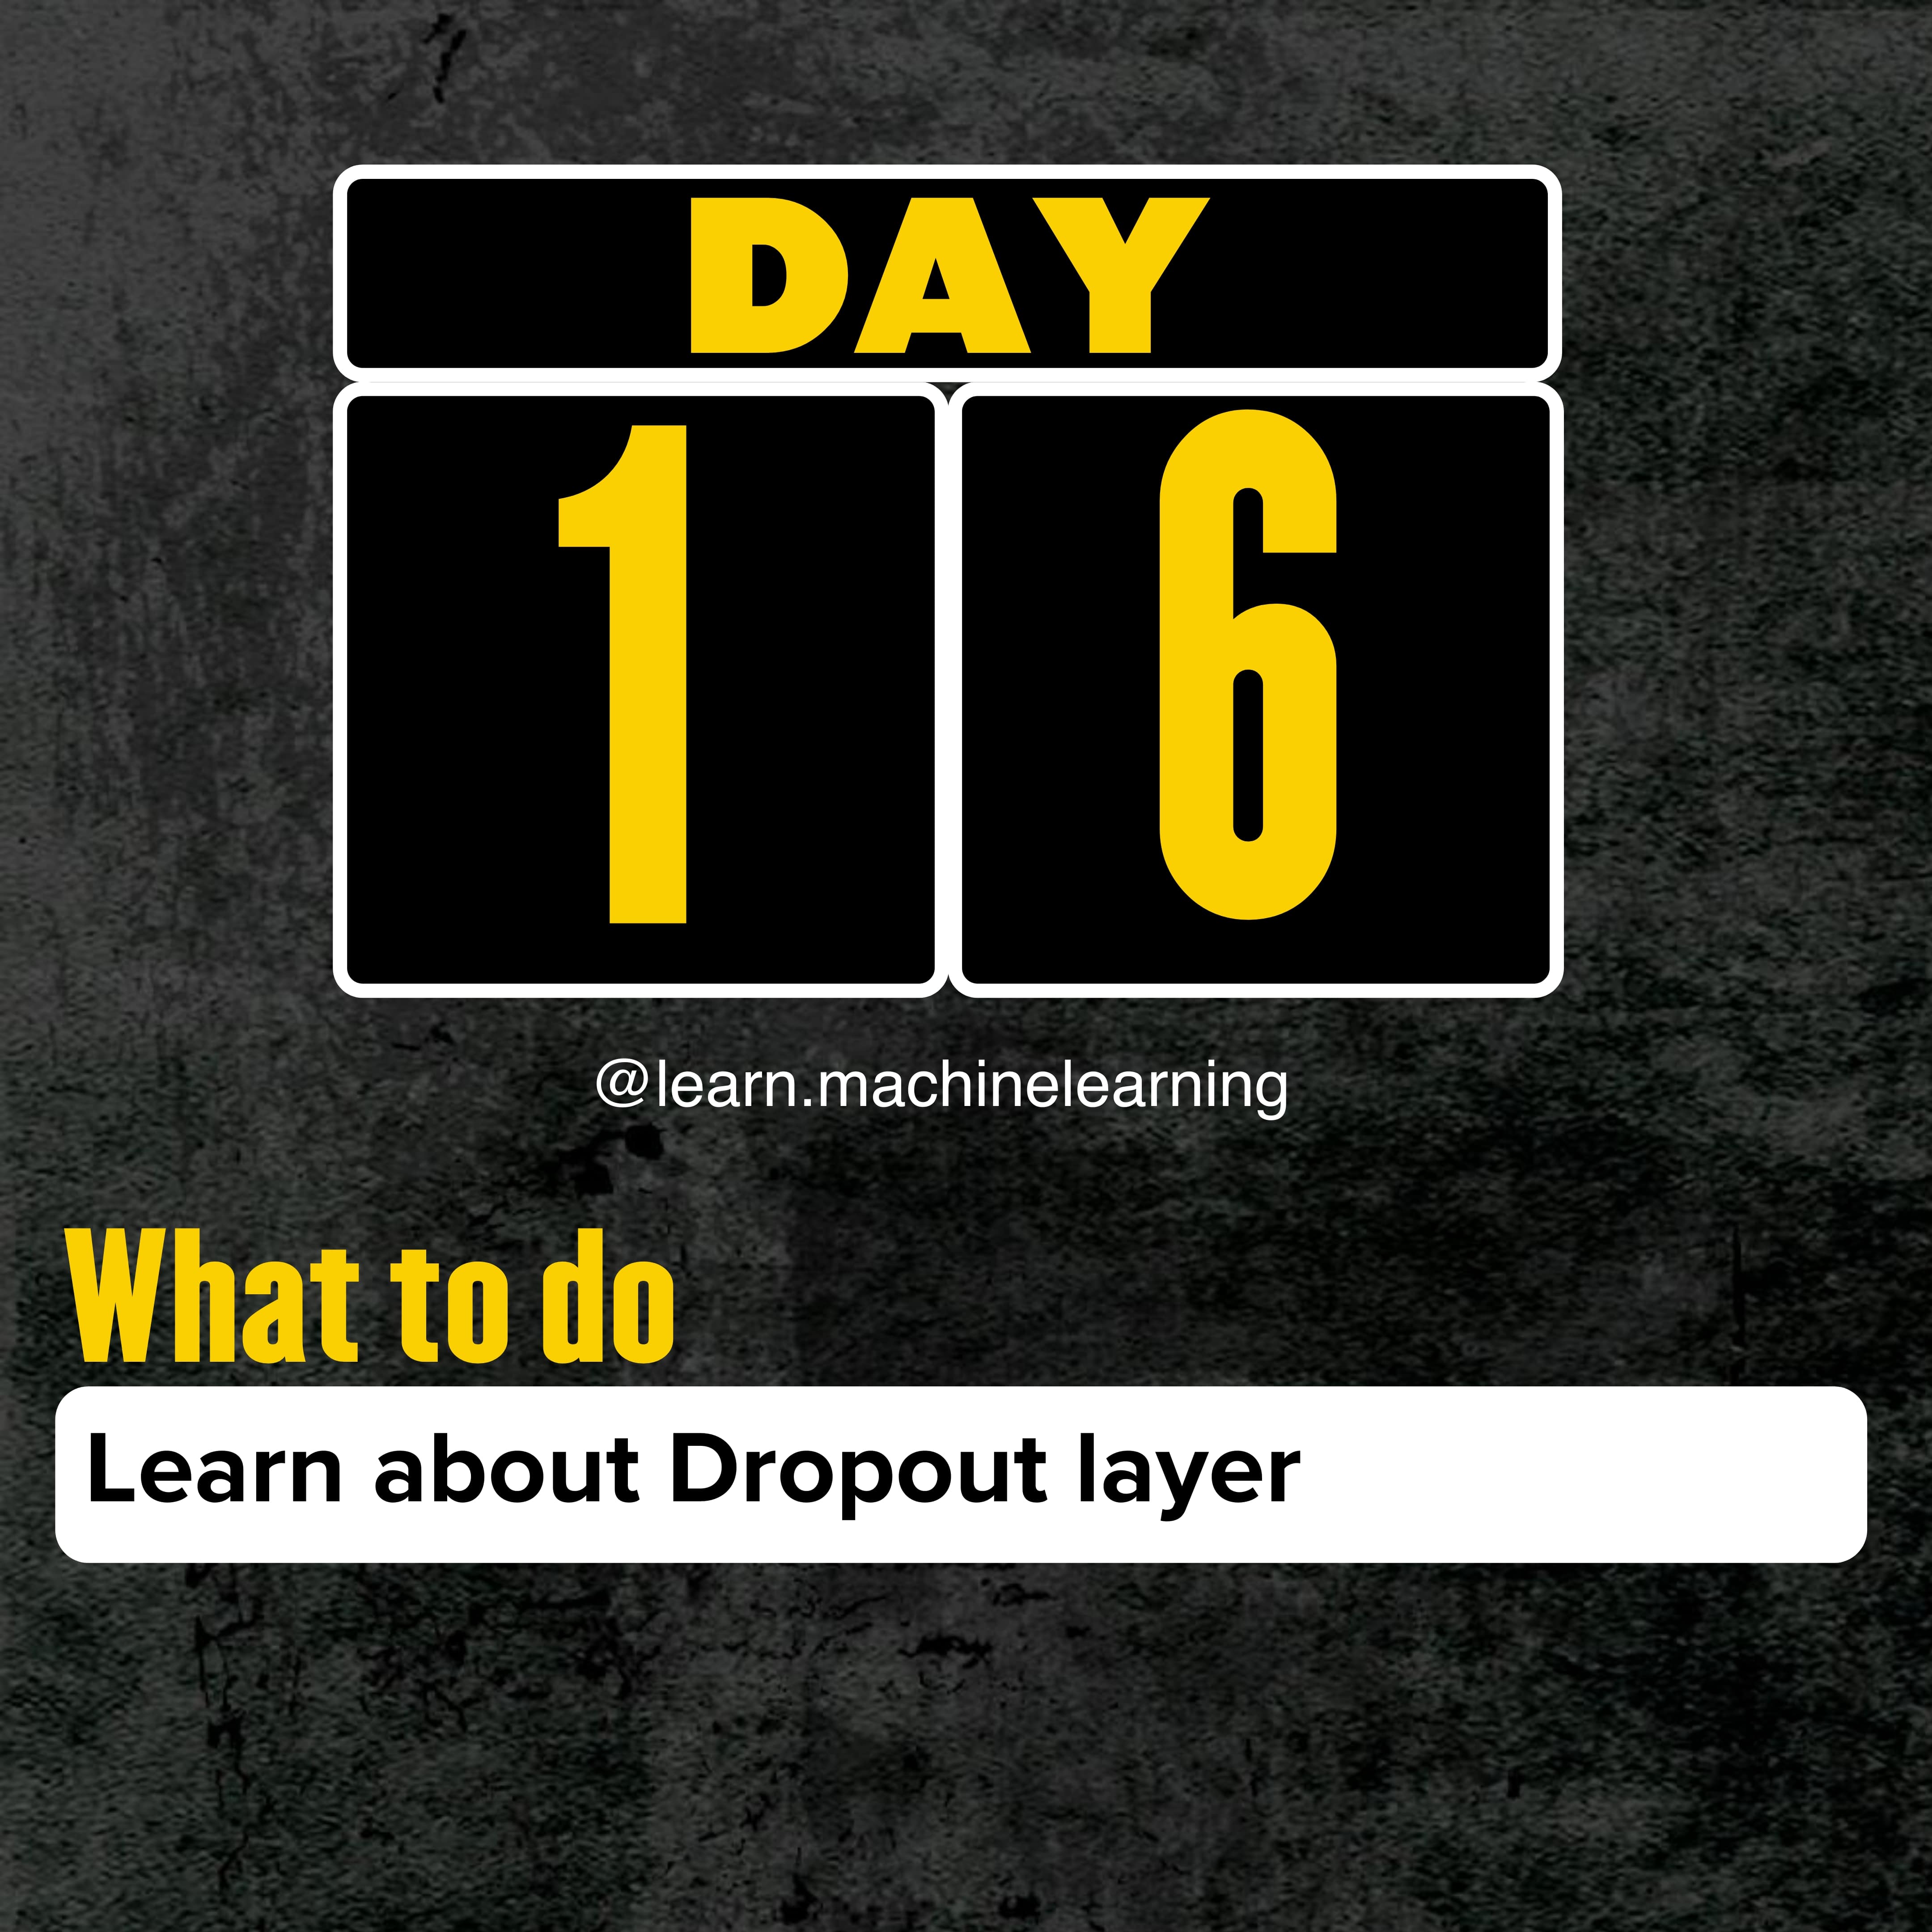 DAY
1 6
@learn.machinelearning
What to do
Learn about Dropout layer